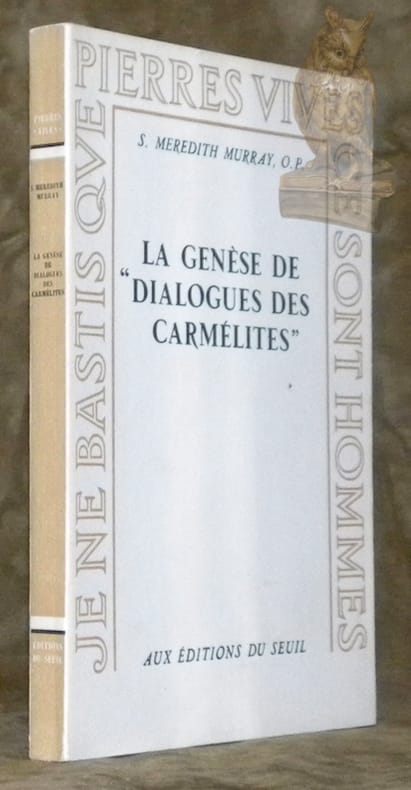 PIERRES
VIVES
S. MEREDITH
MURRAY
LA GENÈSE
DE
DIALOGUES
DES
CARMÉLITES
ÉDITIONS
DU SEUIL
JE NE BASTIS QVE
PIERRES VIVES
SONT HOMMES
S. MEREDITH MURRAY, O.P.
LA GENÈSE DE
“DIALOGUES DES
CARMÉLITES”
AUX ÉDITIONS DU SEUIL